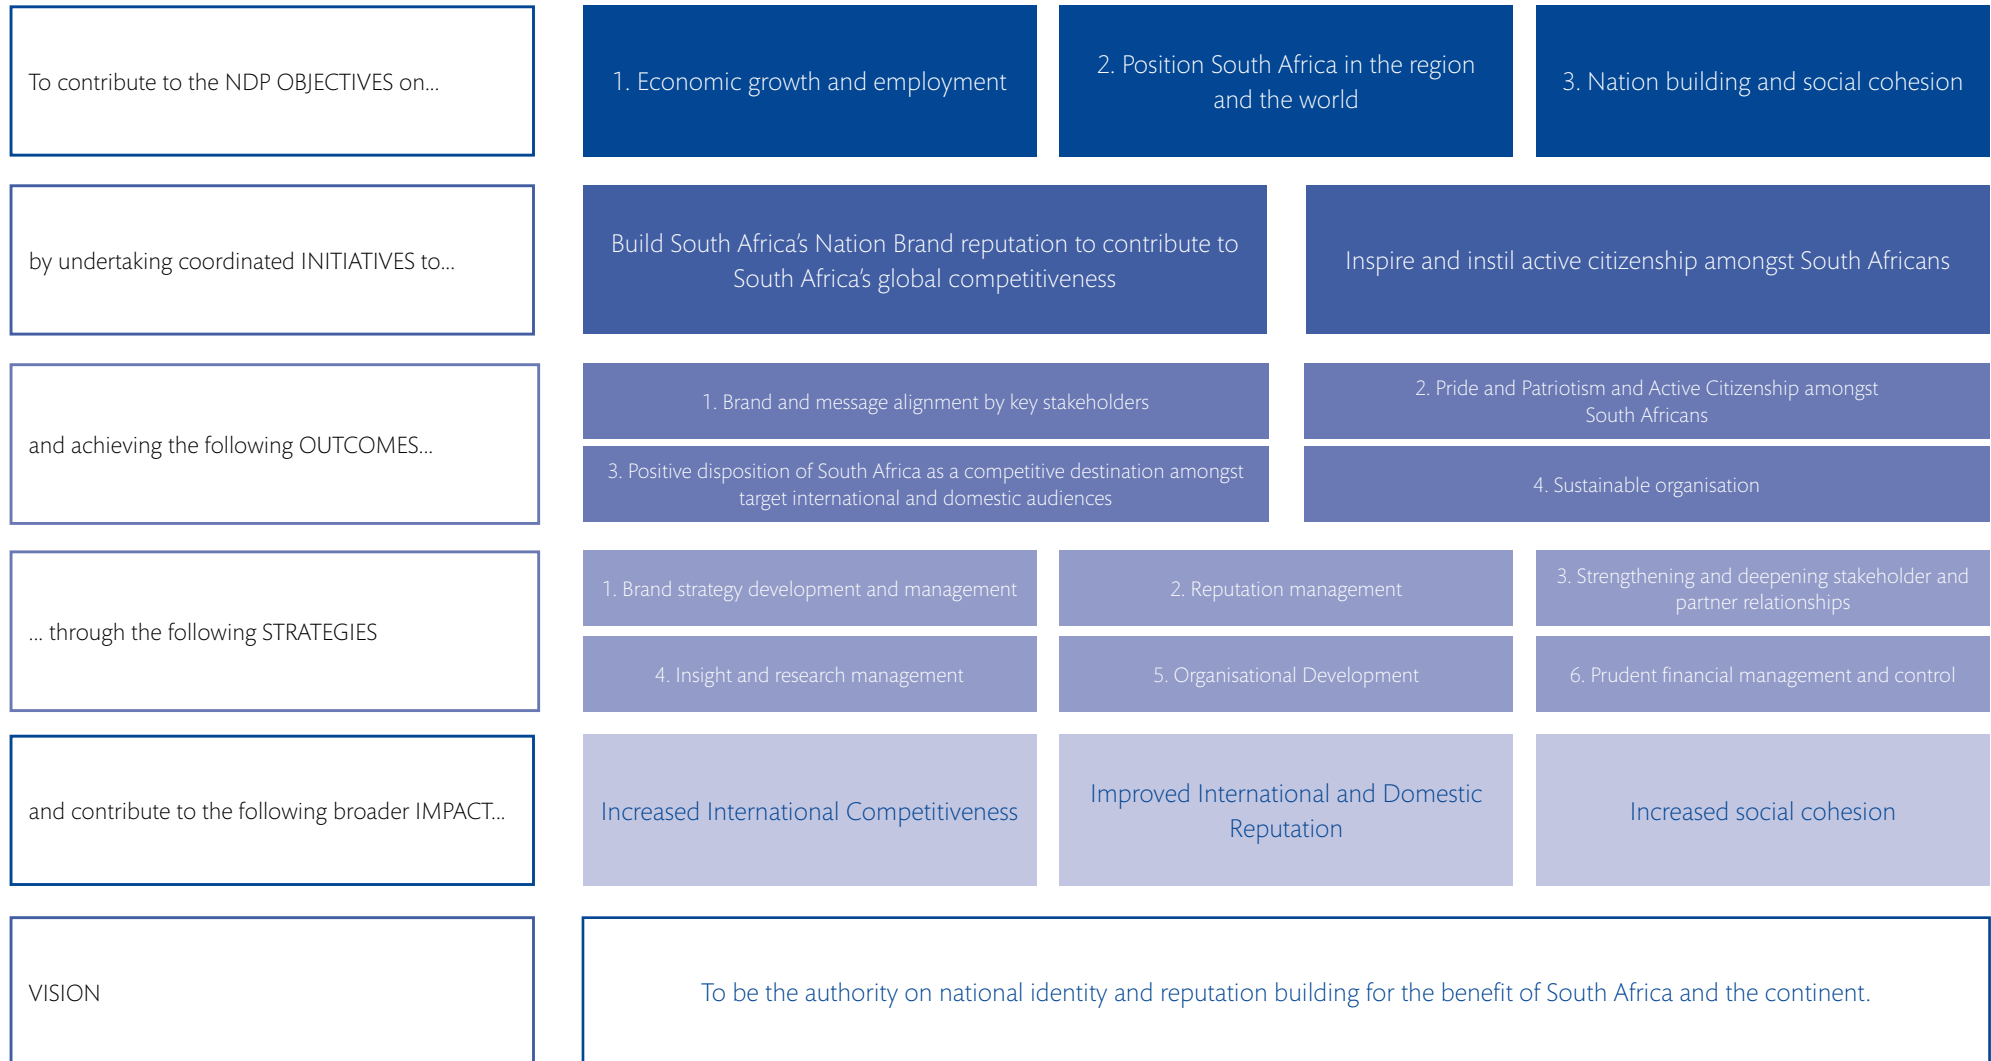 To contribute to the NDP OBJECTIVES on...
1. Economic growth and employment
2. Position South Africa in the region
and the world
3. Nation building and social cohesion
by undertaking coordinated INITIATIVES to...
Build South Africa's Nation Brand reputation to contribute to
South Africa's global competitiveness
Inspire and instil active citizenship amongst South Africans
and achieving the following OUTCOMES...
1. Brand and message alignment by key stakeholders
2. Pride and Patriotism and Active Citizenship amongst
South Africans
3. Positive disposition of South Africa as a competitive destination amongst
target international and domestic audiences
4. Sustainable organisation
... through the following STRATEGIES
1. Brand strategy development and management
2. Reputation management
3. Strengthening and deepening stakeholder and
partner relationships
4. Insight and research management
5. Organisational Development
6. Prudent financial management and control
and contribute to the following broader IMPACT...
Increased International Competitiveness
Improved International and Domestic
Reputation
Increased social cohesion
VISION
To be the authority on national identity and reputation building for the benefit of South Africa and the continent.